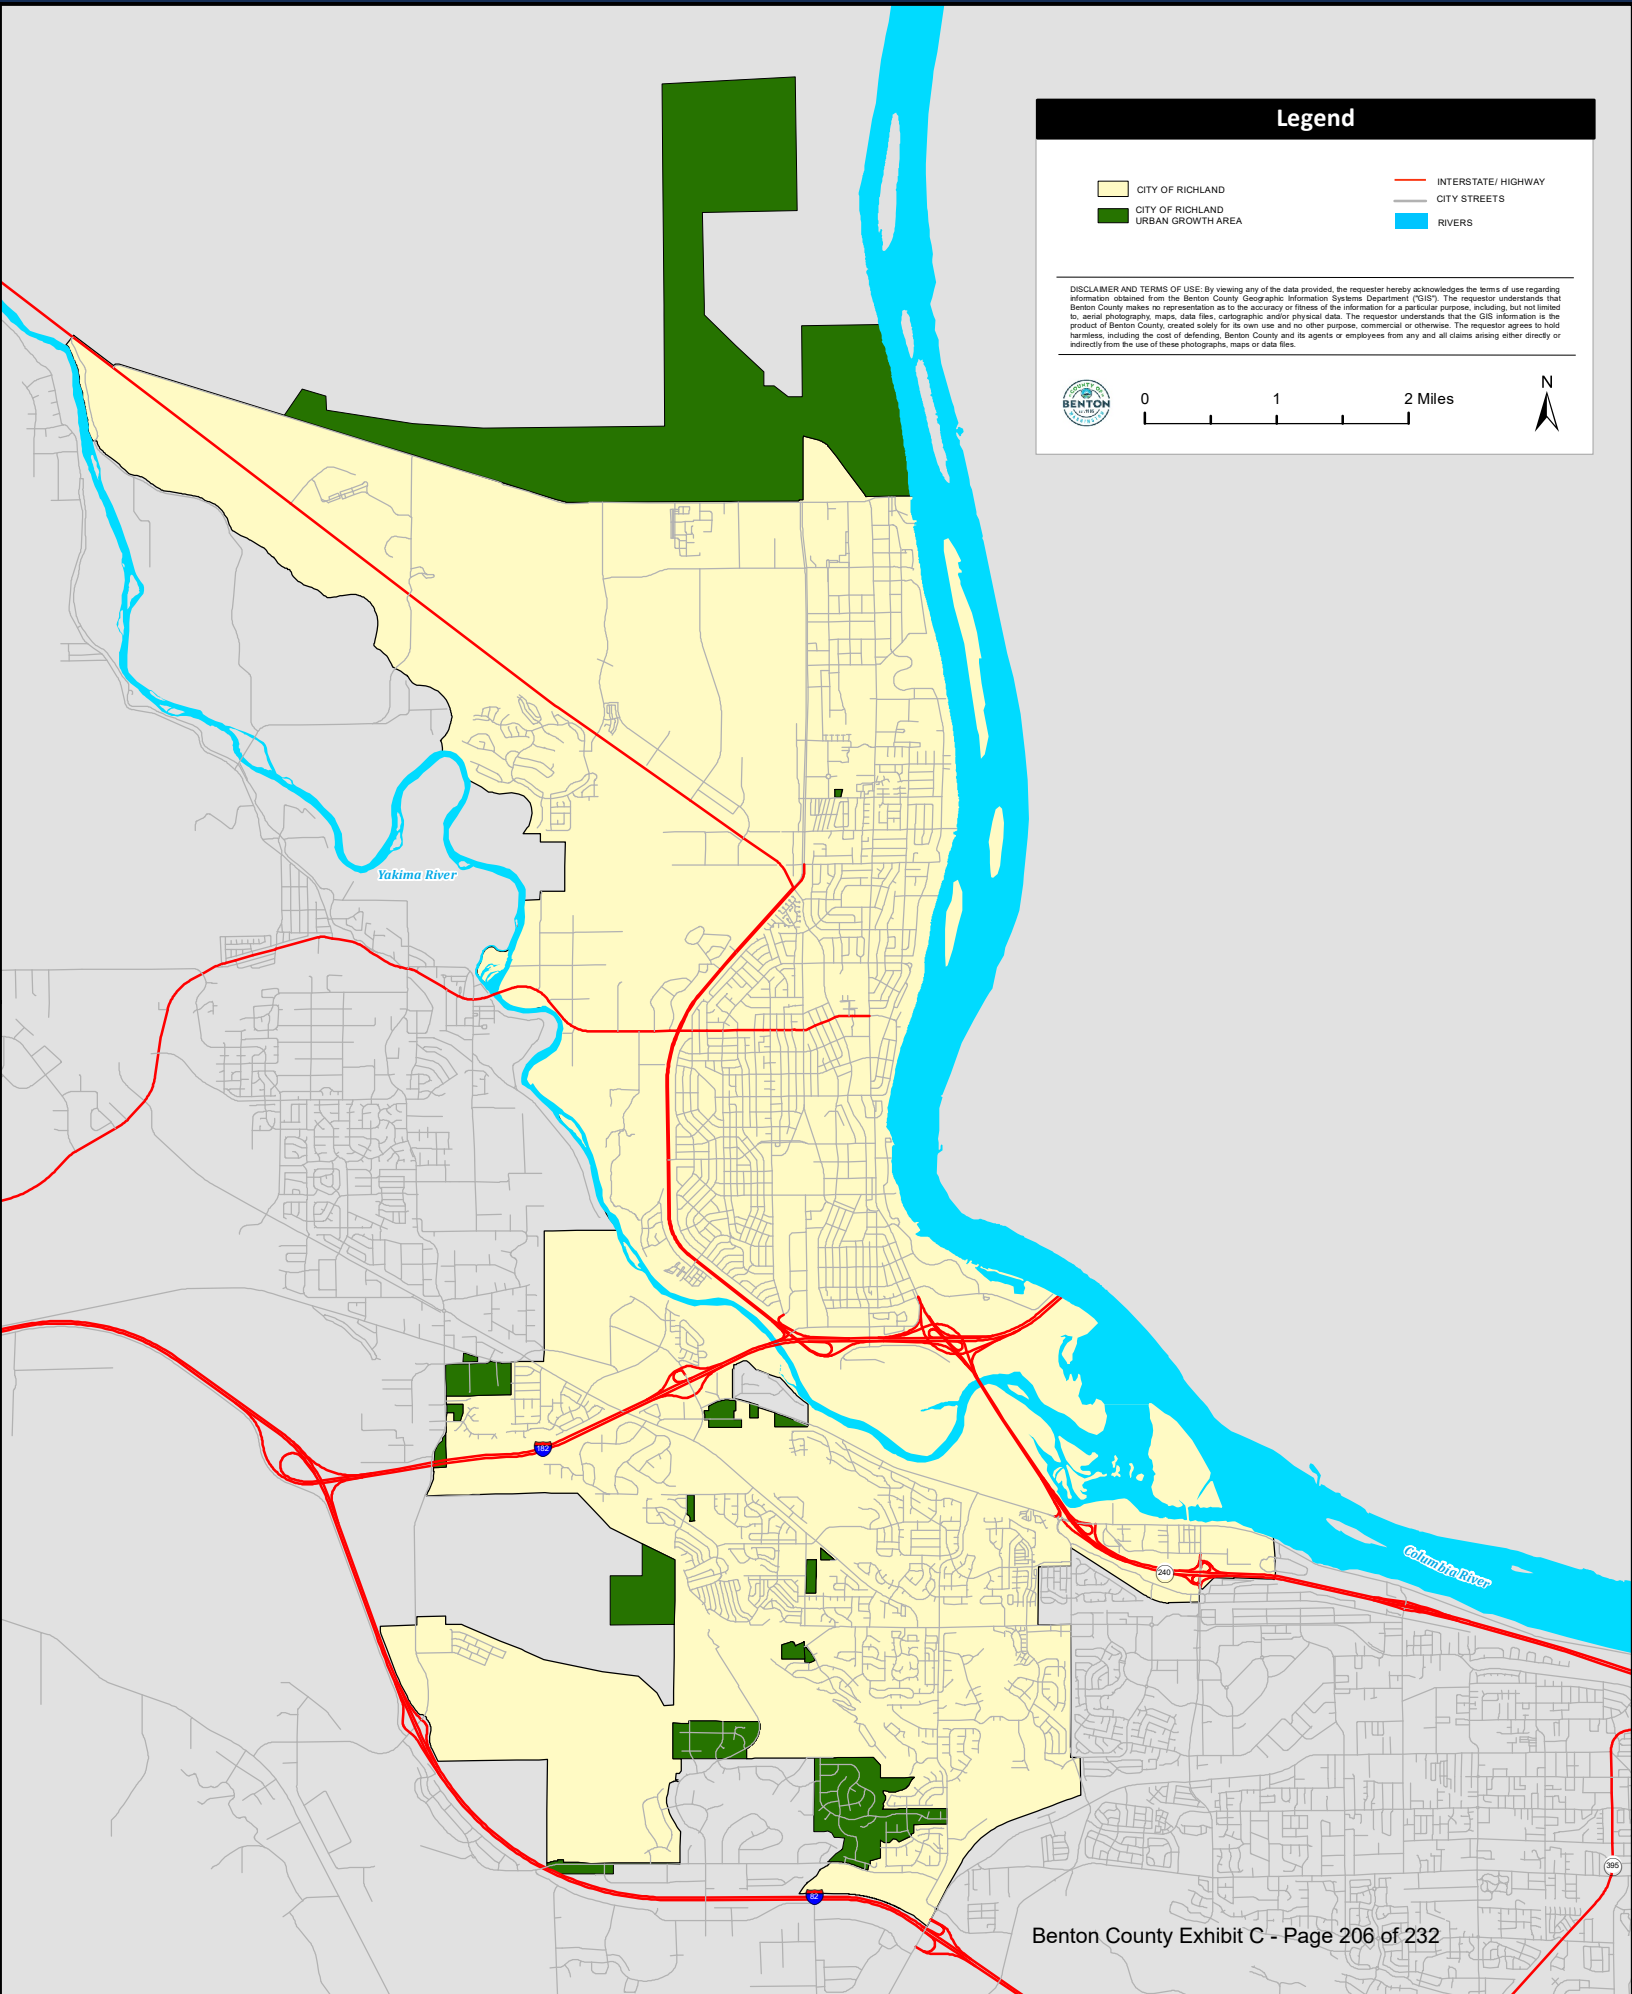 Legend
CITY OF RICHLAND
CITY OF RICHLAND
URBAN GROWTH AREA
INTERSTATE/ HIGHWAY
CITY STREETS
RIVERS
DISCLAIMER AND TERMS OF USE: By viewing any of the data provided, the requester hereby acknowledges the terms of use regarding
information obtained from the Benton County Geographic Information Systems Department ("GIS"). The requestor understands that
Benton County makes no representation as to the accuracy or fitness of the information for a particular purpose, including, but not limited
to, aerial photography, maps, data files, cartographic and/or physical data. The requestor understands that the GIS information is the
product of Benton County, created solely for its own use and no other purpose, commercial or otherwise. The requestor agrees to hold
harmless, including the cost of defending, Benton County and its agents or employees from any and all claims arising either directly or
indirectly from the use of these photographs, maps or data files.
COUNTY OF
BENTON
WASHINGTON
0 1 2 Miles
N
Yakima River
182
Columbia River
240
395
82
Benton County Exhibit C - Page 206 of 232